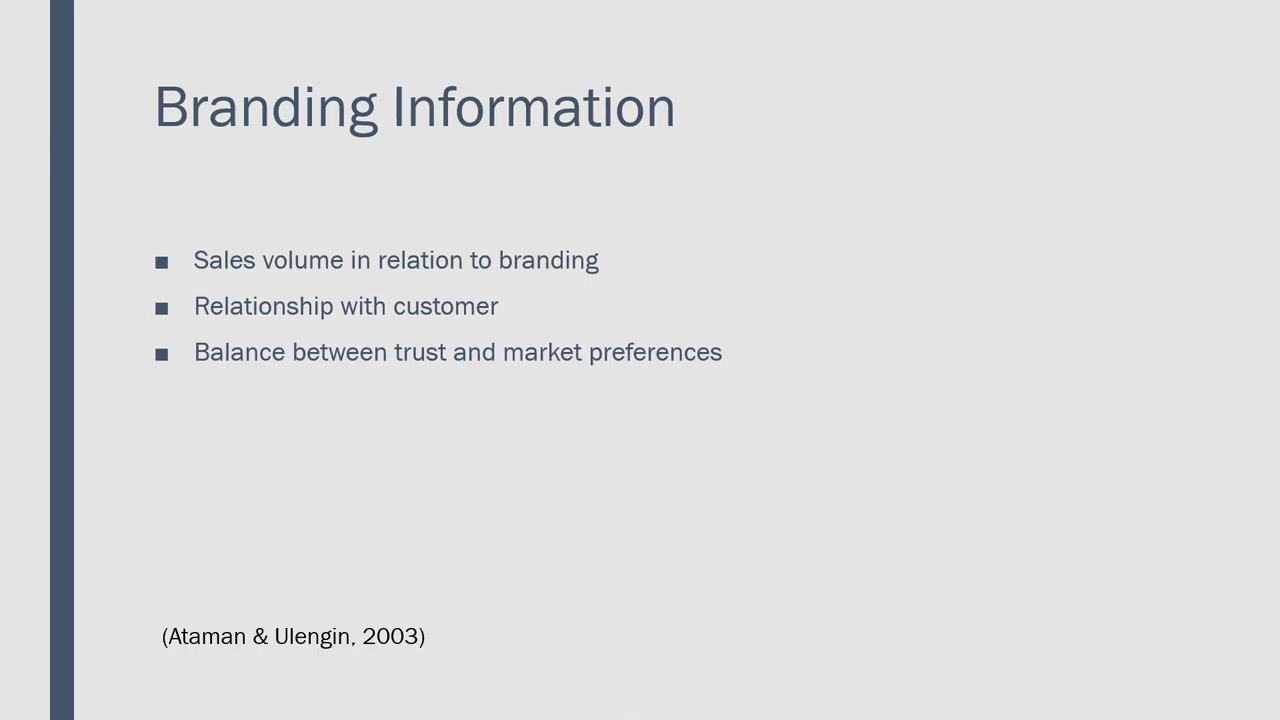 Branding Information
■ Sales volume in relation to branding
■ Relationship with customer
■ Balance between trust and market preferences
(Ataman & Ulengin, 2003)